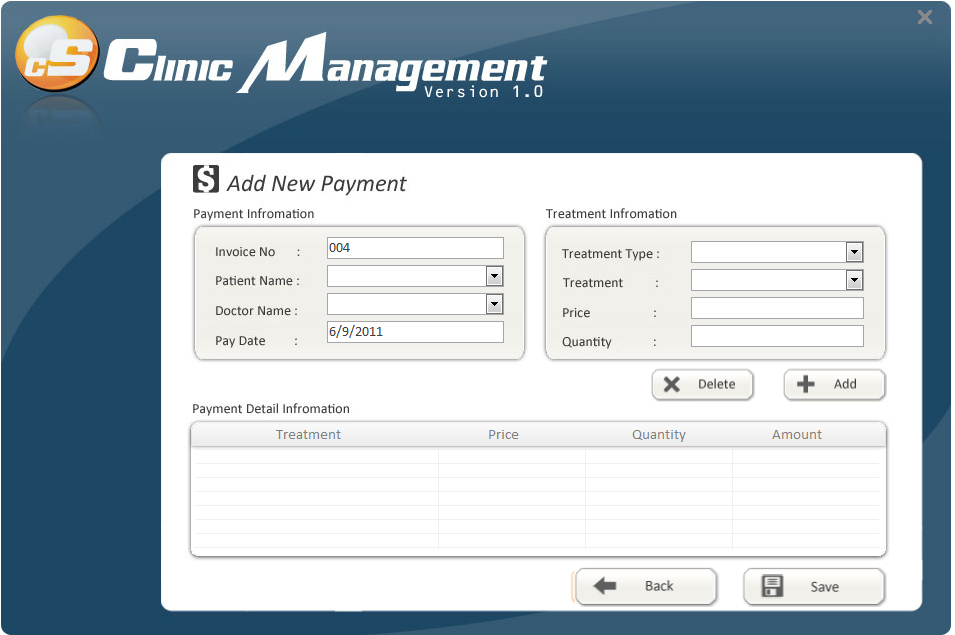 CS Clinic Management
Version 1.0
Add New Payment
Payment Infromation
Invoice No : 004
Patient Name :
Doctor Name :
Pay Date : 6/9/2011
Treatment Infromation
Treatment Type :
Treatment :
Price :
Quantity :
Delete Add
Payment Detail Infromation
Treatment Price Quantity Amount
Back Save